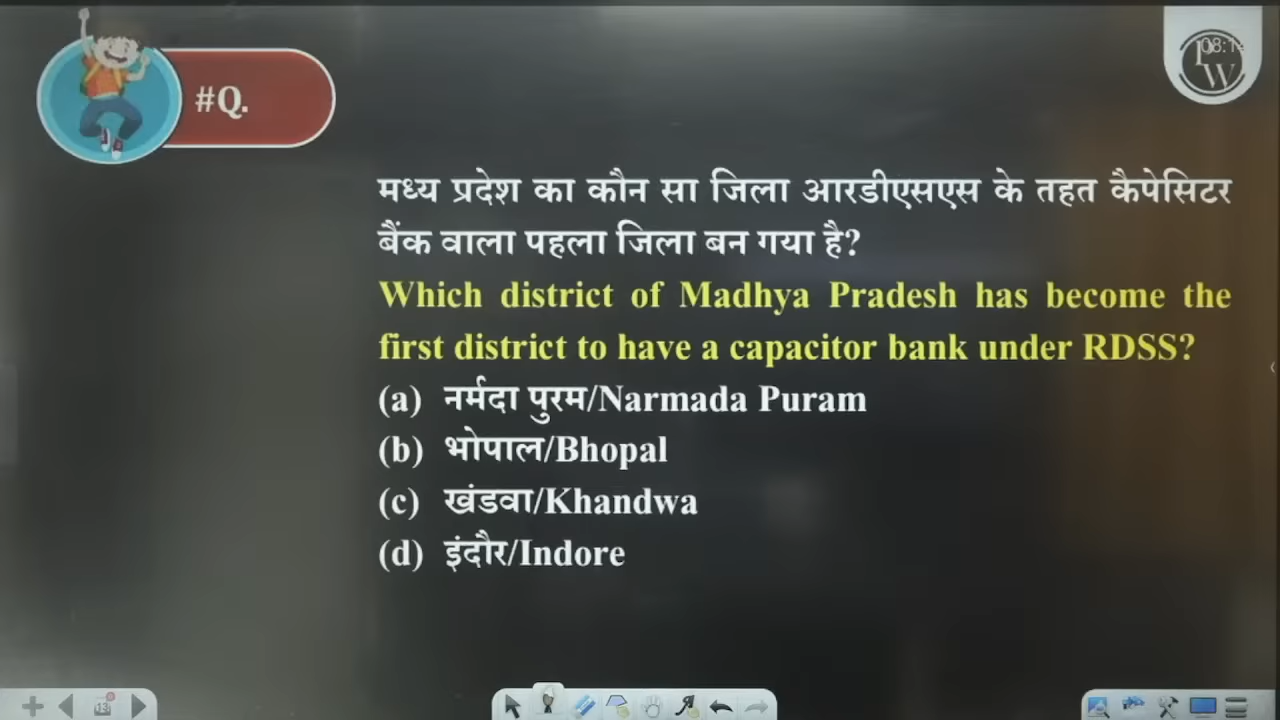 #Q.
मध्य प्रदेश का कौन सा जिला आरडीएसएस के तहत कैपेसिटर
बैंक वाला पहला जिला बन गया है?
Which district of Madhya Pradesh has become the
first district to have a capacitor bank under RDSS?
(a) नर्मदा पुरम/Narmada Puram
(b) भोपाल/Bhopal
(c) खंडवा/Khandwa
(d) इंदौर/Indore
13